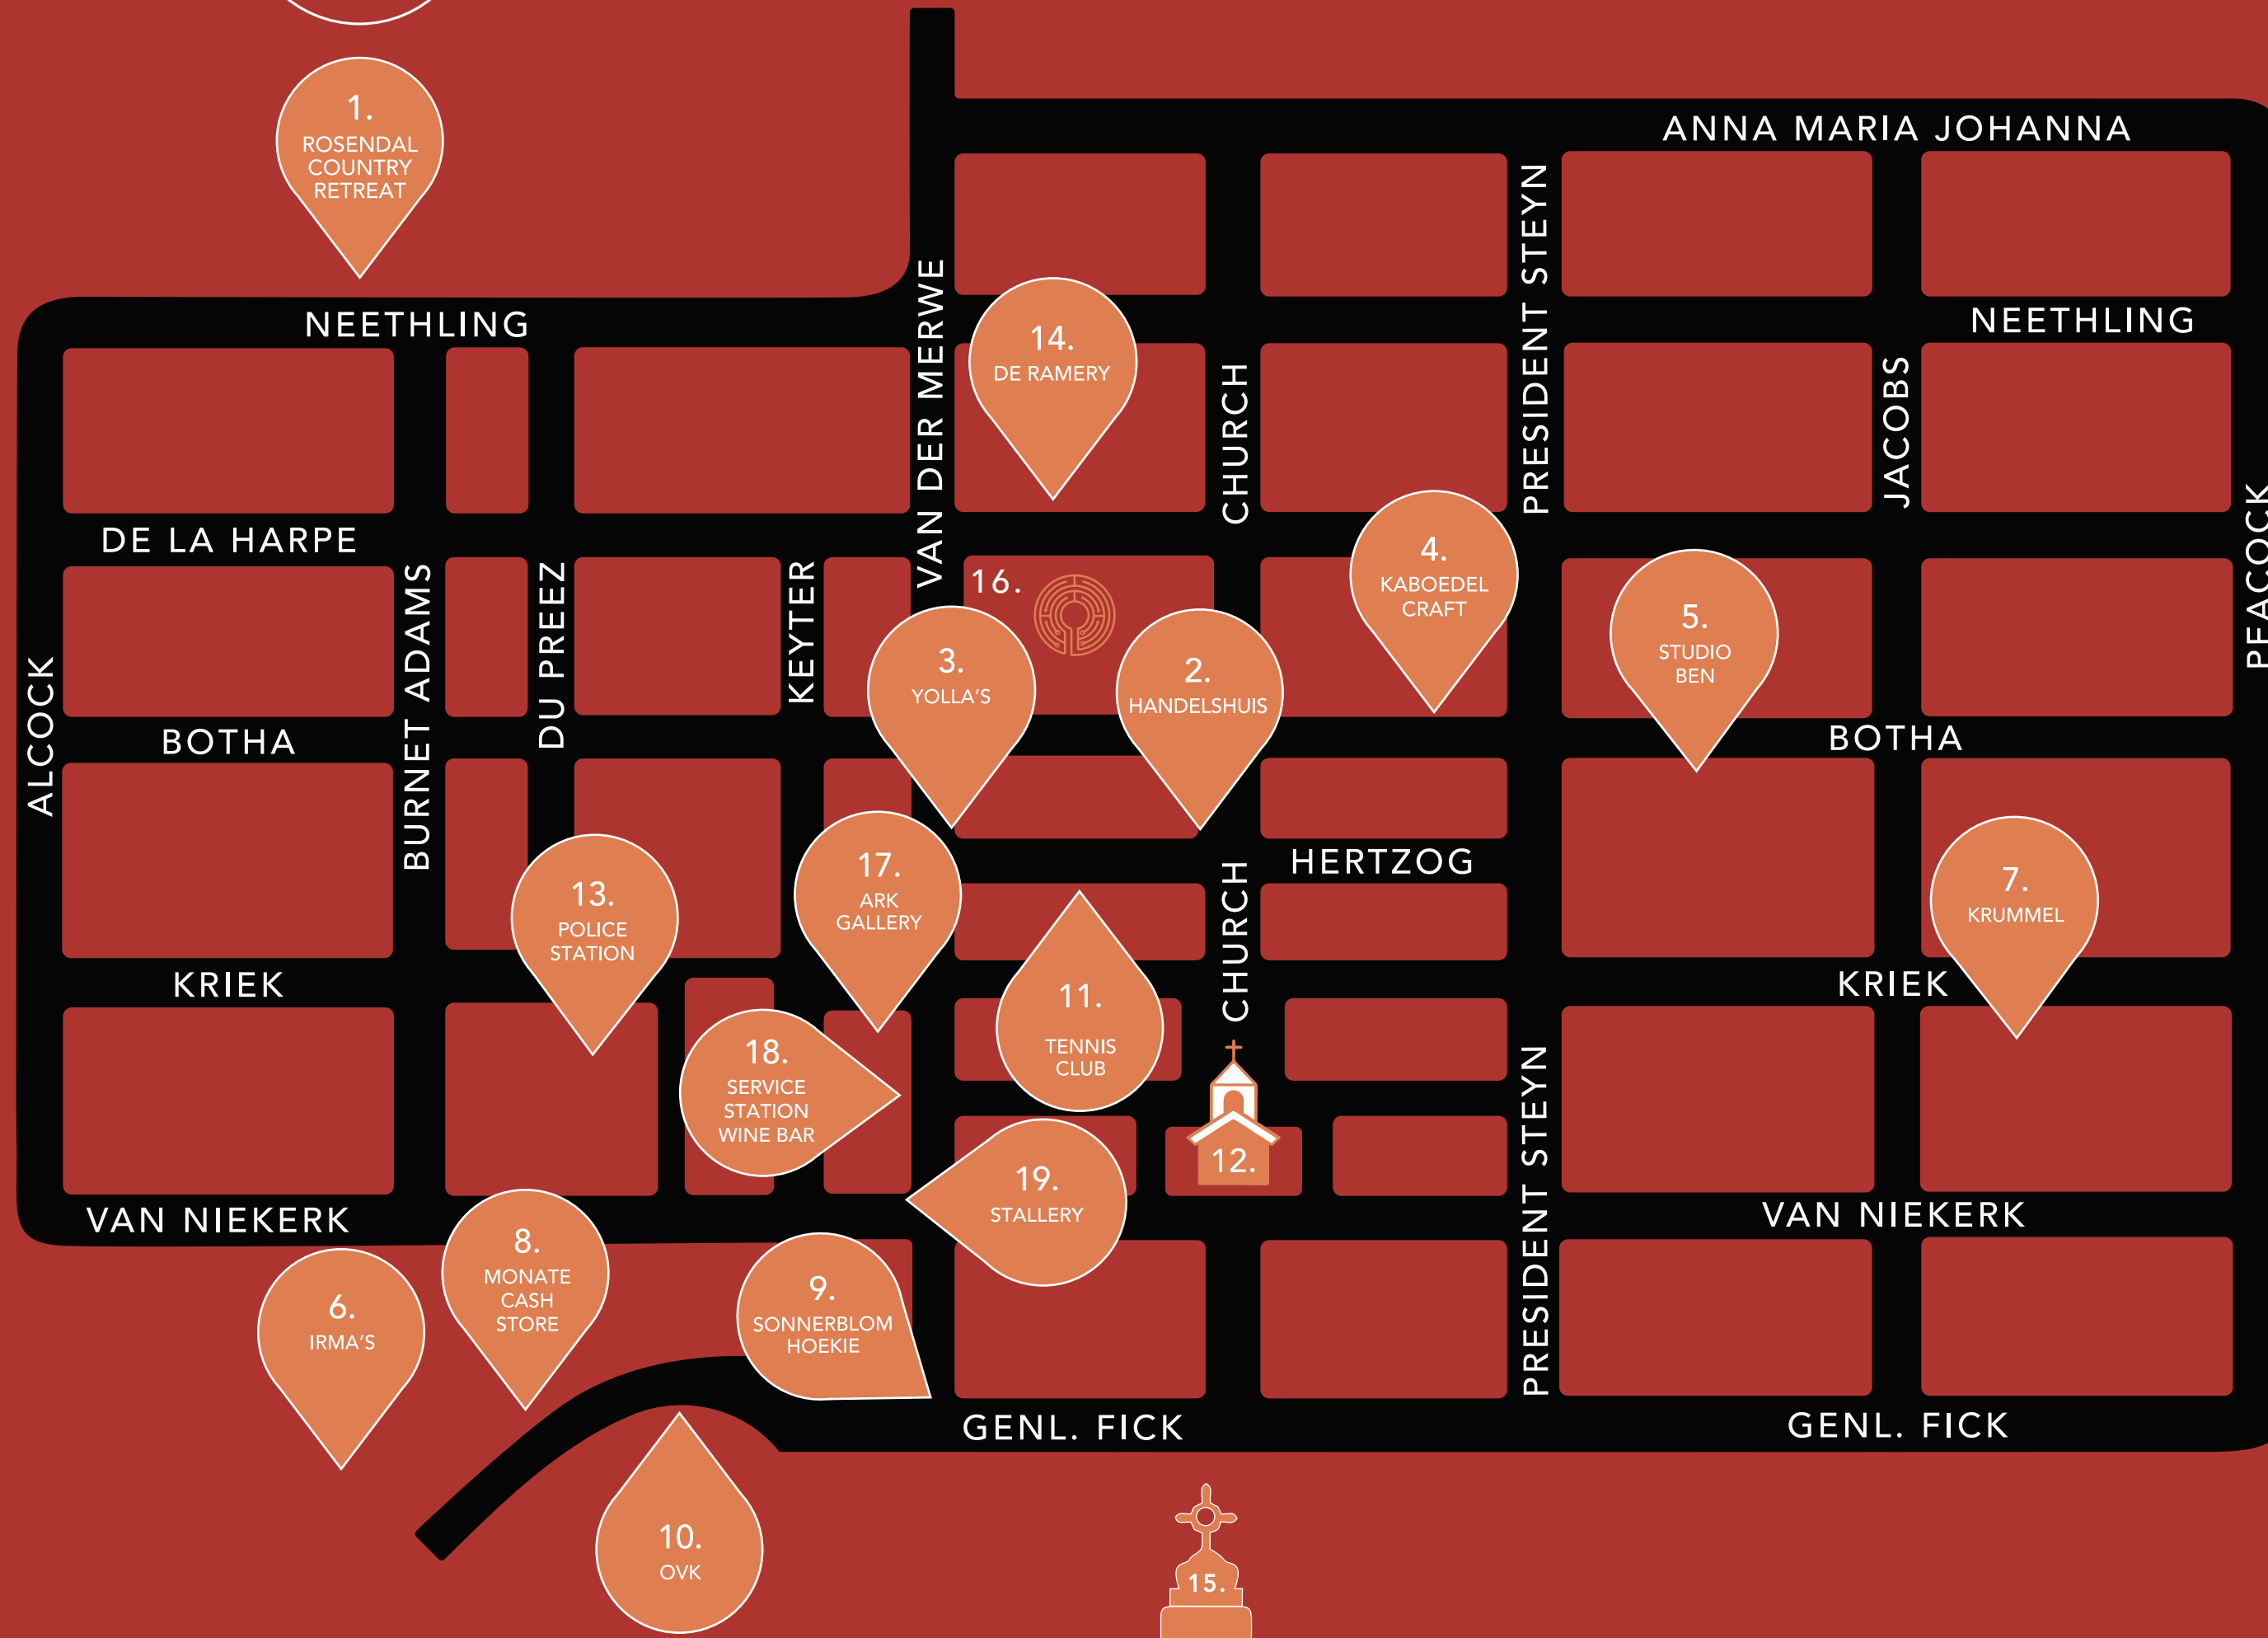 1.
ROSENDAL
COUNTRY
RETREAT
ANNA MARIA JOHANNA
NEETHLING
VAN DER MERWE
14.
DE RAMERY
CHURCH
PRESIDENT STEYN
NEETHLING
JACOBS
PEACOCK
DE LA HARPE
BURNET ADAMS
DU PREEZ
KEYTER
16.
4.
KABOEDEL
CRAFT
5.
STUDIO
BEN
3.
YOLLA'S
2.
HANDELSHUIS
ALCOCK
BOTHA
BOTHA
HERTZOG
13.
POLICE
STATION
17.
ARK
GALLERY
CHURCH
7.
KRUMMEL
KRIEK
KRIEK
11.
TENNIS
CLUB
18.
SERVICE
STATION
WINE BAR
12.
19.
STALLERY
PRESIDENT STEYN
VAN NIEKERK
VAN NIEKERK
6.
IRMA'S
8.
MONATE
CASH
STORE
9.
SONNERBLOM
HOEKIE
GENL. FICK
GENL. FICK
10.
OVK
15.